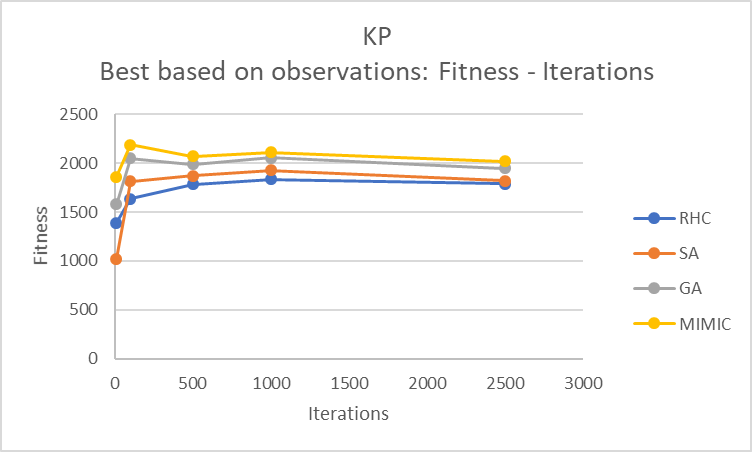 KP
Best based on observations: Fitness - Iterations
2500
2000
1500
1000
500
0
Fitness
0 500 1000 1500 2000 2500 3000
Iterations
RHC
SA
GA
MIMIC